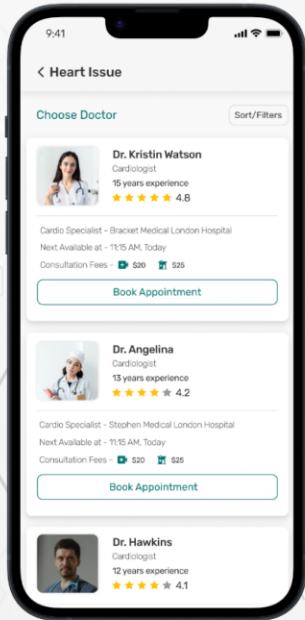 9:41
< Heart Issue
Choose Doctor
Sort/Filters
Dr. Kristin Watson
Cardiologist
15 years experience
4.8
Cardio Specialist - Bracket Medical London Hospital
Next Available at - 11:15 AM, Today
Consultation Fees - $20 $25
Book Appointment
Dr. Angelina
Cardiologist
13 years experience
4.2
Cardio Specialist - Stephen Medical London Hospital
Next Available at - 11:15 AM, Today
Consultation Fees - $20 $25
Book Appointment
Dr. Hawkins
Cardiologist
12 years experience
4.1